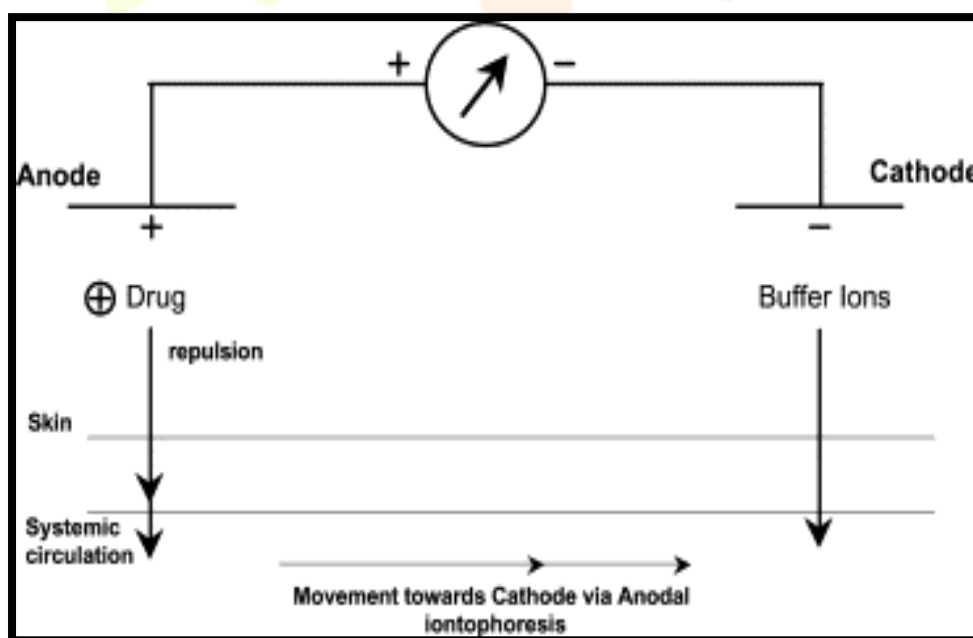 + −
Anode
Cathode
+
−
⊕ Drug
Buffer Ions
repulsion
Skin
Systemic
circulation
Movement towards Cathode via Anodal
iontophoresis